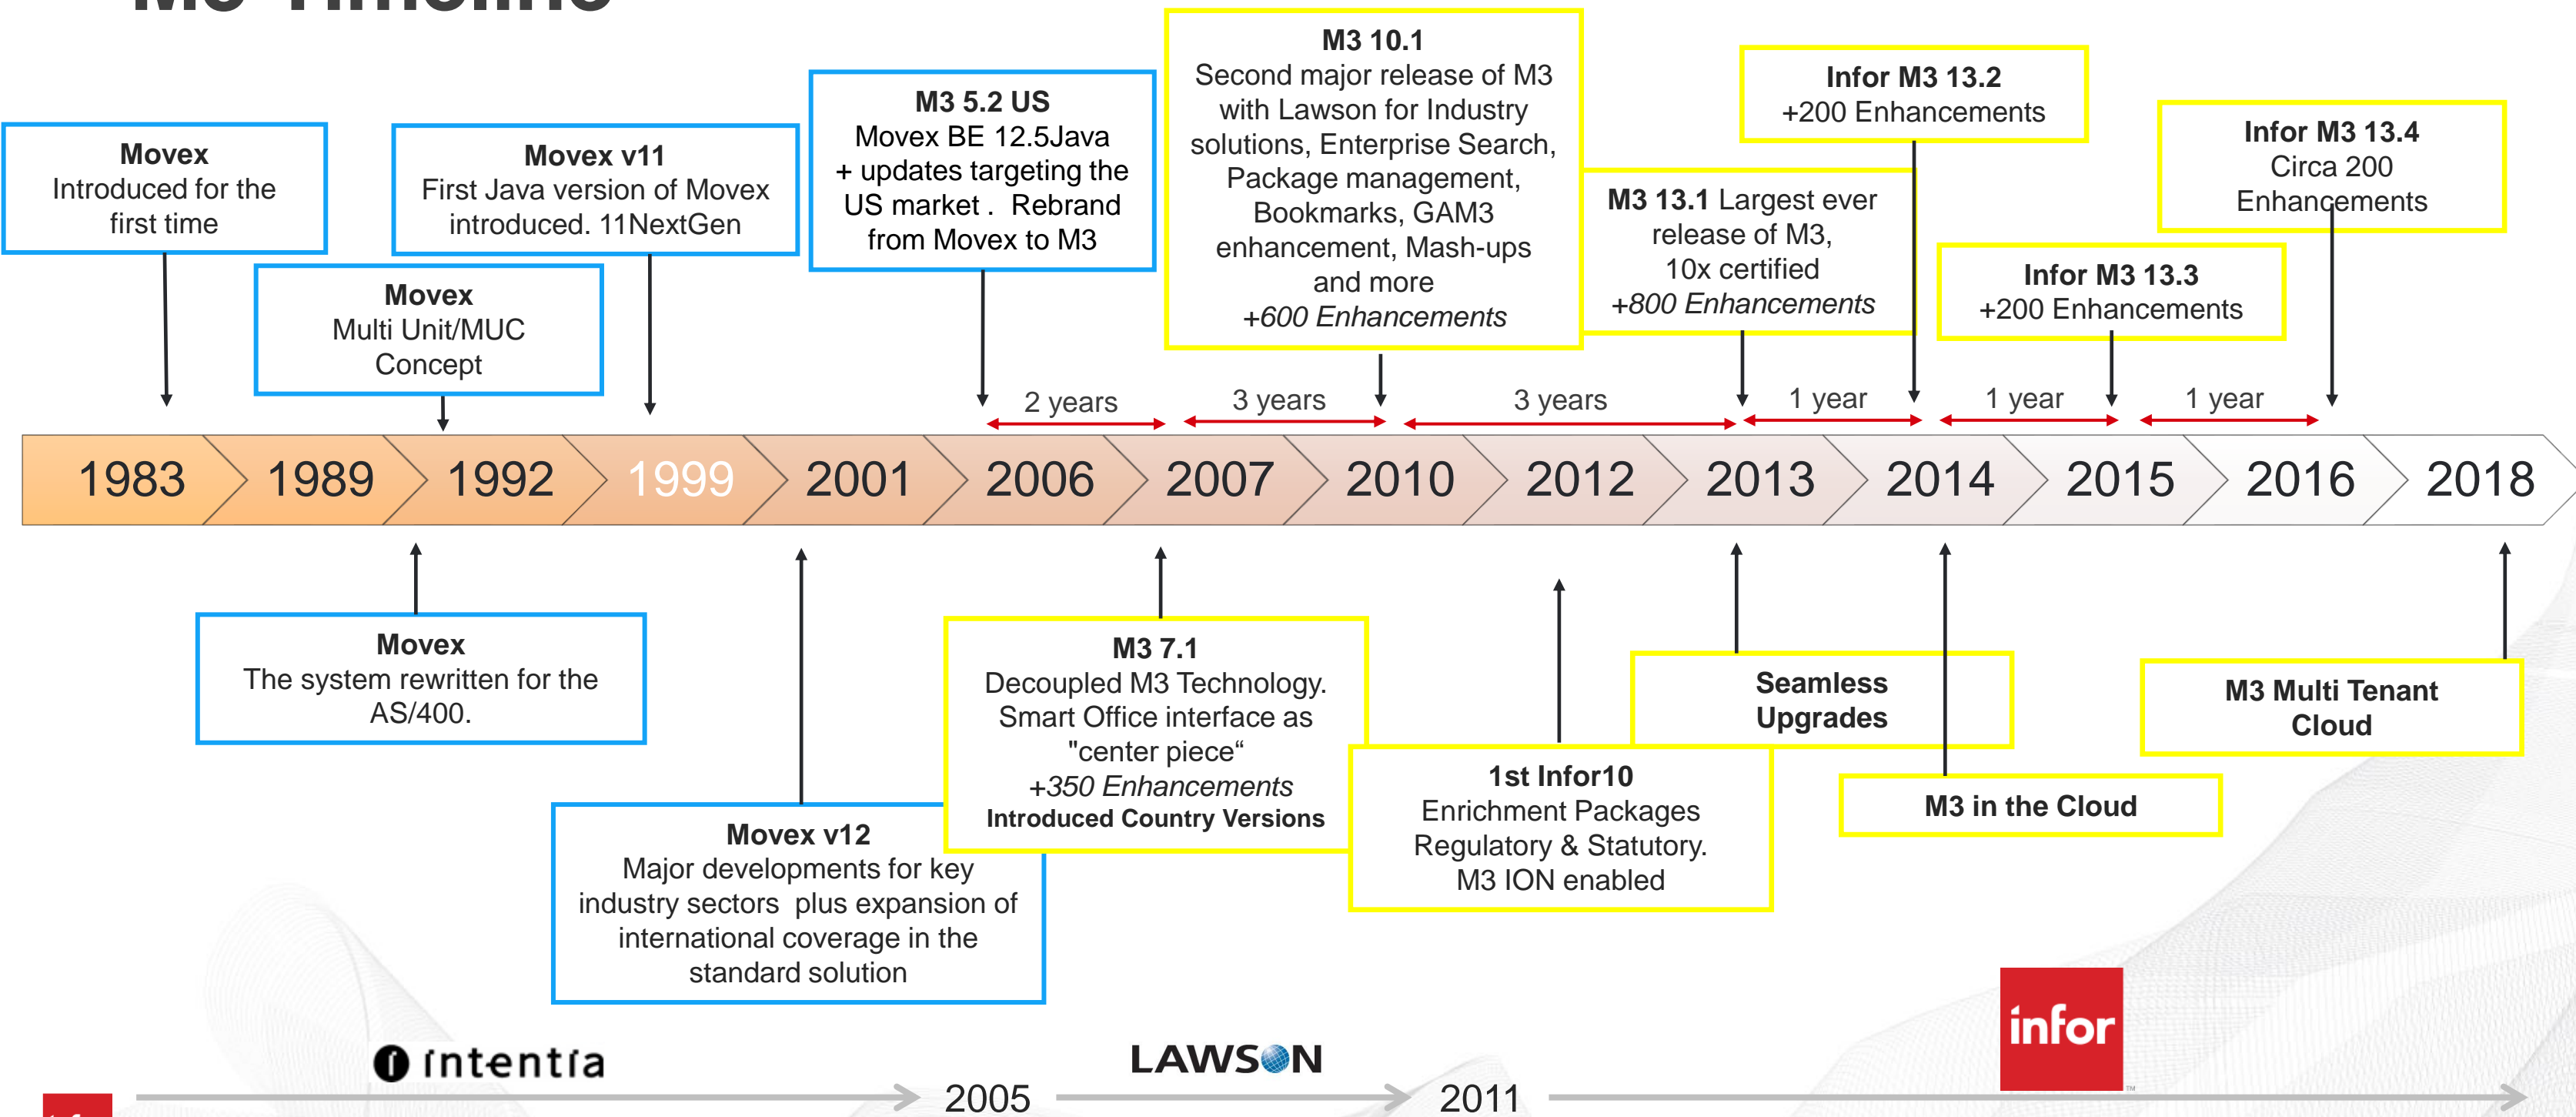 M3 Timeline
M3 10.1
Second major release of M3
with Lawson for Industry
solutions, Enterprise Search,
Package management,
Bookmarks, GAM3
enhancement, Mash-ups
and more
+600 Enhancements
Infor M3 13.2
+200 Enhancements
M3 5.2 US
Movex BE 12.5Java
+ updates targeting the
US market .  Rebrand
from Movex to M3
Infor M3 13.4
Circa 200
Enhancements
Movex
Introduced for the
first time
Movex v11
First Java version of Movex
introduced. 11NextGen
M3 13.1 Largest ever
release of M3,
10x certified
+800 Enhancements
Movex
Multi Unit/MUC
Concept
Infor M3 13.3
+200 Enhancements
2 years
3 years
3 years
1 year
1 year
1 year
1983
1989
1992
1999
2001
2006
2007
2010
2012
2013
2014
2015
2016
2018
Movex
The system rewritten for the
AS/400.
M3 7.1
Decoupled M3 Technology.
Smart Office interface as
"center piece“
+350 Enhancements
Introduced Country Versions
Seamless
Upgrades
M3 Multi Tenant
Cloud
1st Infor10
Enrichment Packages
Regulatory & Statutory.
M3 ION enabled
M3 in the Cloud
Movex v12
Major developments for key
industry sectors  plus expansion of
international coverage in the
standard solution
intentia
LAWSON
infor
TM
2005
2011